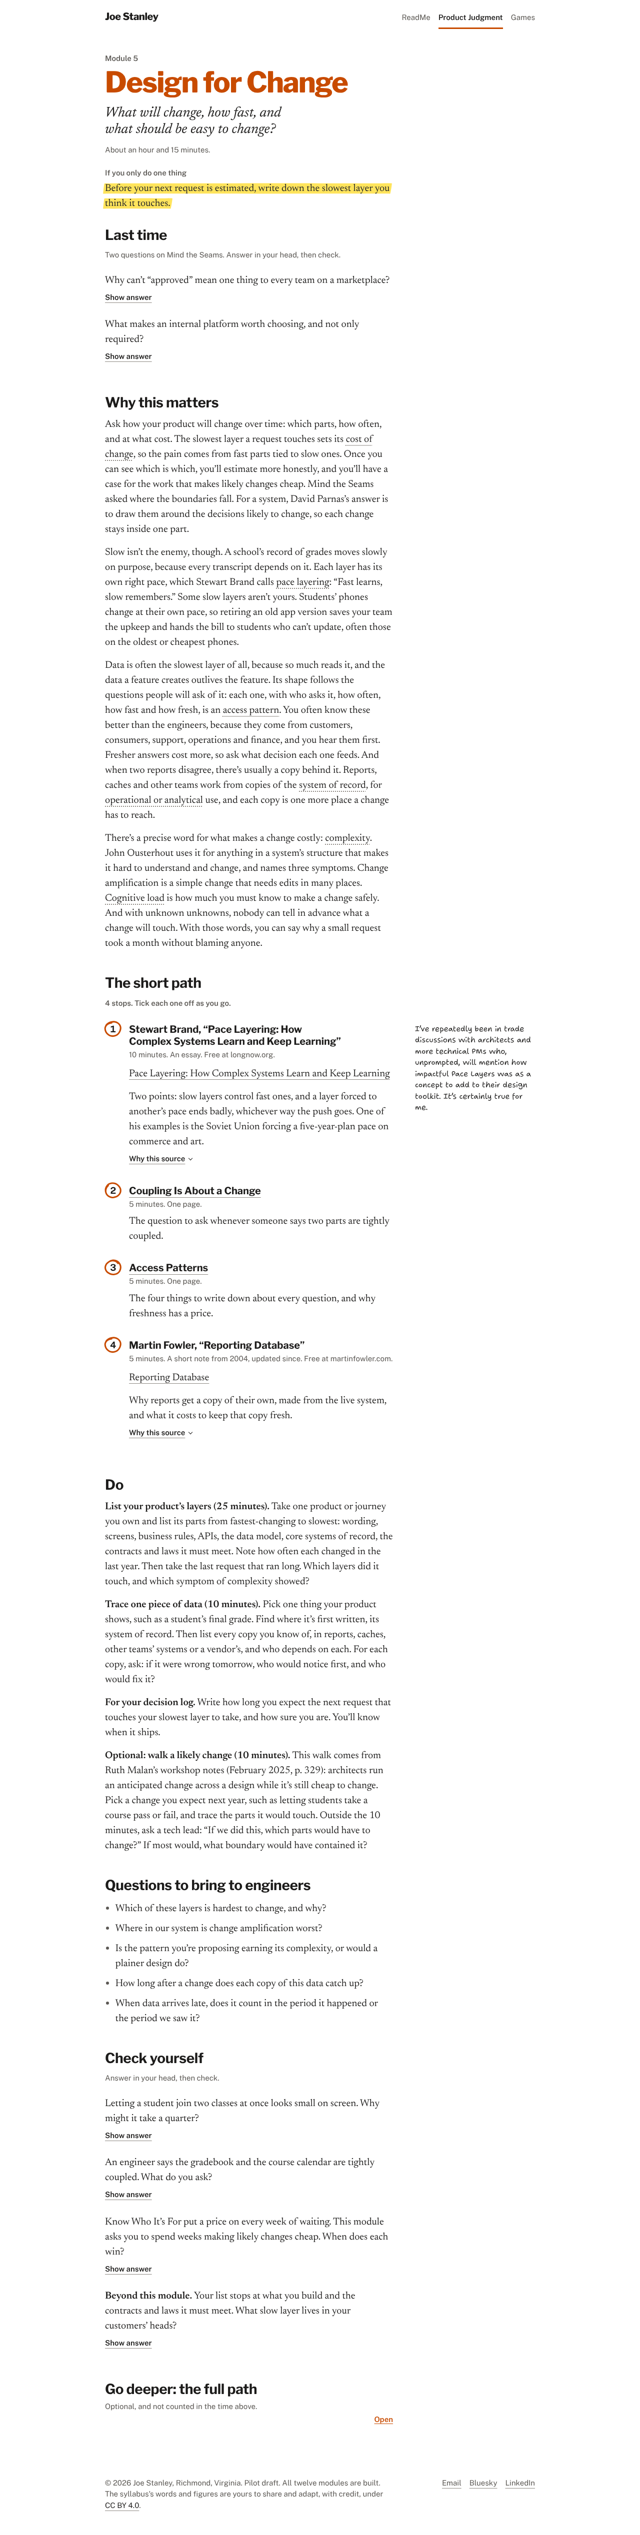 Joe Stanley
ReadMe Product Judgment Games
Module 5
Design for Change
What will change, how fast, and
what should be easy to change?
About an hour and 15 minutes.
If you only do one thing
Before your next request is estimated, write down the slowest layer you
think it touches.
Last time
Two questions on Mind the Seams. Answer in your head, then check.
Why can’t “approved” mean one thing to every team on a marketplace?
Show answer
What makes an internal platform worth choosing, and not only
required?
Show answer
Why this matters
Ask how your product will change over time: which parts, how often,
and at what cost. The slowest layer a request touches sets its cost of
change, so the pain comes from fast parts tied to slow ones. Once you
can see which is which, you’ll estimate more honestly, and you’ll have a
case for the work that makes likely changes cheap. Mind the Seams
asked where the boundaries fall. For a system, David Parnas’s answer is
to draw them around the decisions likely to change, so each change
stays inside one part.
Slow isn’t the enemy, though. A school’s record of grades moves slowly
on purpose, because every transcript depends on it. Each layer has its
own right pace, which Stewart Brand calls pace layering: “Fast learns,
slow remembers.” Some slow layers aren’t yours. Students’ phones
change at their own pace, so retiring an old app version saves your team
the upkeep and hands the bill to students who can’t update, often those
on the oldest or cheapest phones.
Data is often the slowest layer of all, because so much reads it, and the
data a feature creates outlives the feature. Its shape follows the
questions people will ask of it: each one, with who asks it, how often,
how fast and how fresh, is an access pattern. You often know these
better than the engineers, because they come from customers,
consumers, support, operations and finance, and you hear them first.
Fresher answers cost more, so ask what decision each one feeds. And
when two reports disagree, there’s usually a copy behind it. Reports,
caches and other teams work from copies of the system of record, for
operational or analytical use, and each copy is one more place a change
has to reach.
There’s a precise word for what makes a change costly: complexity.
John Ousterhout uses it for anything in a system’s structure that makes
it hard to understand and change, and names three symptoms. Change
amplification is a simple change that needs edits in many places.
Cognitive load is how much you must know to make a change safely.
And with unknown unknowns, nobody can tell in advance what a
change will touch. With those words, you can say why a small request
took a month without blaming anyone.
The short path
4 stops. Tick each one off as you go.
1
Stewart Brand, “Pace Layering: How
Complex Systems Learn and Keep Learning”
10 minutes. An essay. Free at longnow.org.
Pace Layering: How Complex Systems Learn and Keep Learning
Two points: slow layers control fast ones, and a layer forced to
another’s pace ends badly, whichever way the push goes. One of
his examples is the Soviet Union forcing a five-year-plan pace on
commerce and art.
Why this source
I’ve repeatedly been in trade
discussions with architects and
more technical PMs who,
unprompted, will mention how
impactful Pace Layers was as a
concept to add to their design
toolkit. It’s certainly true for
me.
2
Coupling Is About a Change
5 minutes. One page.
The question to ask whenever someone says two parts are tightly
coupled.
3
Access Patterns
5 minutes. One page.
The four things to write down about every question, and why
freshness has a price.
4
Martin Fowler, “Reporting Database”
5 minutes. A short note from 2004, updated since. Free at martinfowler.com.
Reporting Database
Why reports get a copy of their own, made from the live system,
and what it costs to keep that copy fresh.
Why this source
Do
List your product’s layers (25 minutes). Take one product or journey
you own and list its parts from fastest-changing to slowest: wording,
screens, business rules, APIs, the data model, core systems of record, the
contracts and laws it must meet. Note how often each changed in the
last year. Then take the last request that ran long. Which layers did it
touch, and which symptom of complexity showed?
Trace one piece of data (10 minutes). Pick one thing your product
shows, such as a student’s final grade. Find where it’s first written, its
system of record. Then list every copy you know of, in reports, caches,
other teams’ systems or a vendor’s, and who depends on each. For each
copy, ask: if it were wrong tomorrow, who would notice first, and who
would fix it?
For your decision log. Write how long you expect the next request that
touches your slowest layer to take, and how sure you are. You’ll know
when it ships.
Optional: walk a likely change (10 minutes). This walk comes from
Ruth Malan’s workshop notes (February 2025, p. 329): architects run
an anticipated change across a design while it’s still cheap to change.
Pick a change you expect next year, such as letting students take a
course pass or fail, and trace the parts it would touch. Outside the 10
minutes, ask a tech lead: “If we did this, which parts would have to
change?” If most would, what boundary would have contained it?
Questions to bring to engineers
• Which of these layers is hardest to change, and why?
• Where in our system is change amplification worst?
• Is the pattern you’re proposing earning its complexity, or would a
plainer design do?
• How long after a change does each copy of this data catch up?
• When data arrives late, does it count in the period it happened or
the period we saw it?
Check yourself
Answer in your head, then check.
Letting a student join two classes at once looks small on screen. Why
might it take a quarter?
Show answer
An engineer says the gradebook and the course calendar are tightly
coupled. What do you ask?
Show answer
Know Who It’s For put a price on every week of waiting. This module
asks you to spend weeks making likely changes cheap. When does each
win?
Show answer
Beyond this module. Your list stops at what you build and the
contracts and laws it must meet. What slow layer lives in your
customers’ heads?
Show answer
Go deeper: the full path
Optional, and not counted in the time above.
Open
© 2026 Joe Stanley, Richmond, Virginia. Pilot draft. All twelve modules are built.
The syllabus’s words and figures are yours to share and adapt, with credit, under
CC BY 4.0.
Email Bluesky LinkedIn